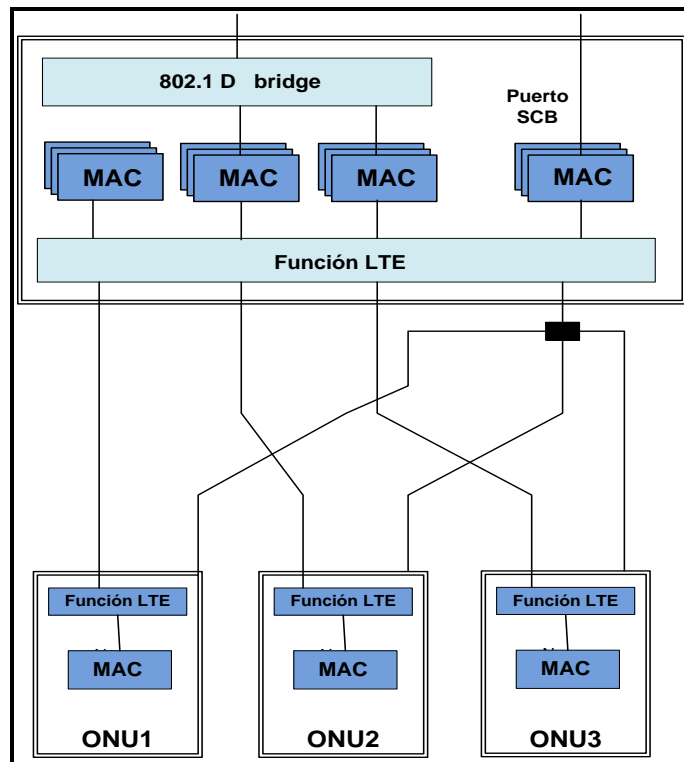 802.1 D bridge
Puerto
SCB
MAC
MAC
MAC
MAC
Función LTE
Función LTE
Función LTE
Función LTE
MAC
MAC
MAC
ONU1
ONU2
ONU3